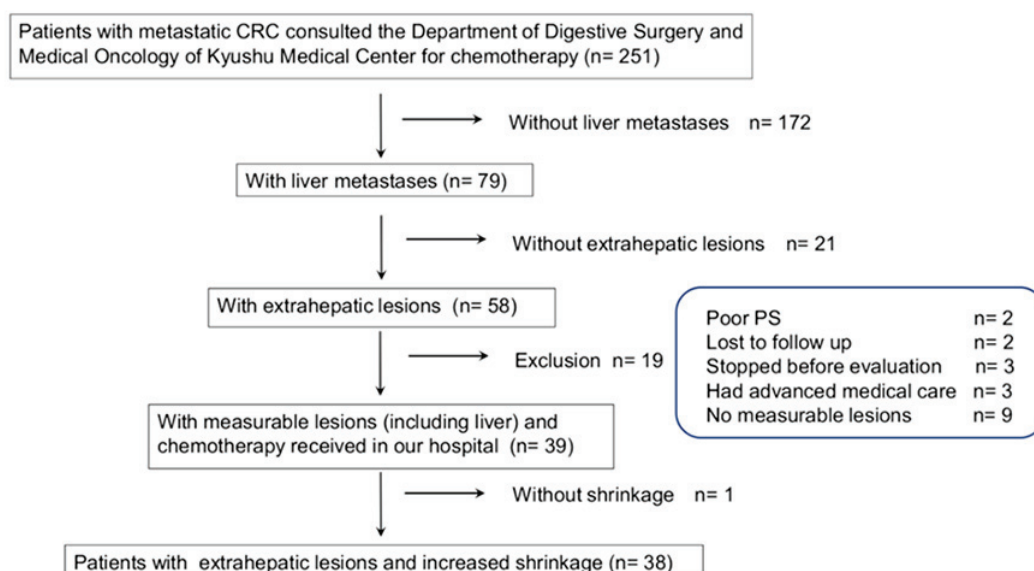 Patients with metastatic CRC consulted the Department of Digestive Surgery and
Medical Oncology of Kyushu Medical Center for chemotherapy (n= 251)
Without liver metastases n= 172
With liver metastases (n= 79)
Without extrahepatic lesions n= 21
With extrahepatic lesions (n= 58)
Exclusion n= 19
Poor PS n= 2
Lost to follow up n= 2
Stopped before evaluation n= 3
Had advanced medical care n= 3
No measurable lesions n= 9
With measurable lesions (including liver) and
chemotherapy received in our hospital (n= 39)
Without shrinkage n= 1
Patients with extrahepatic lesions and increased shrinkage (n= 38)